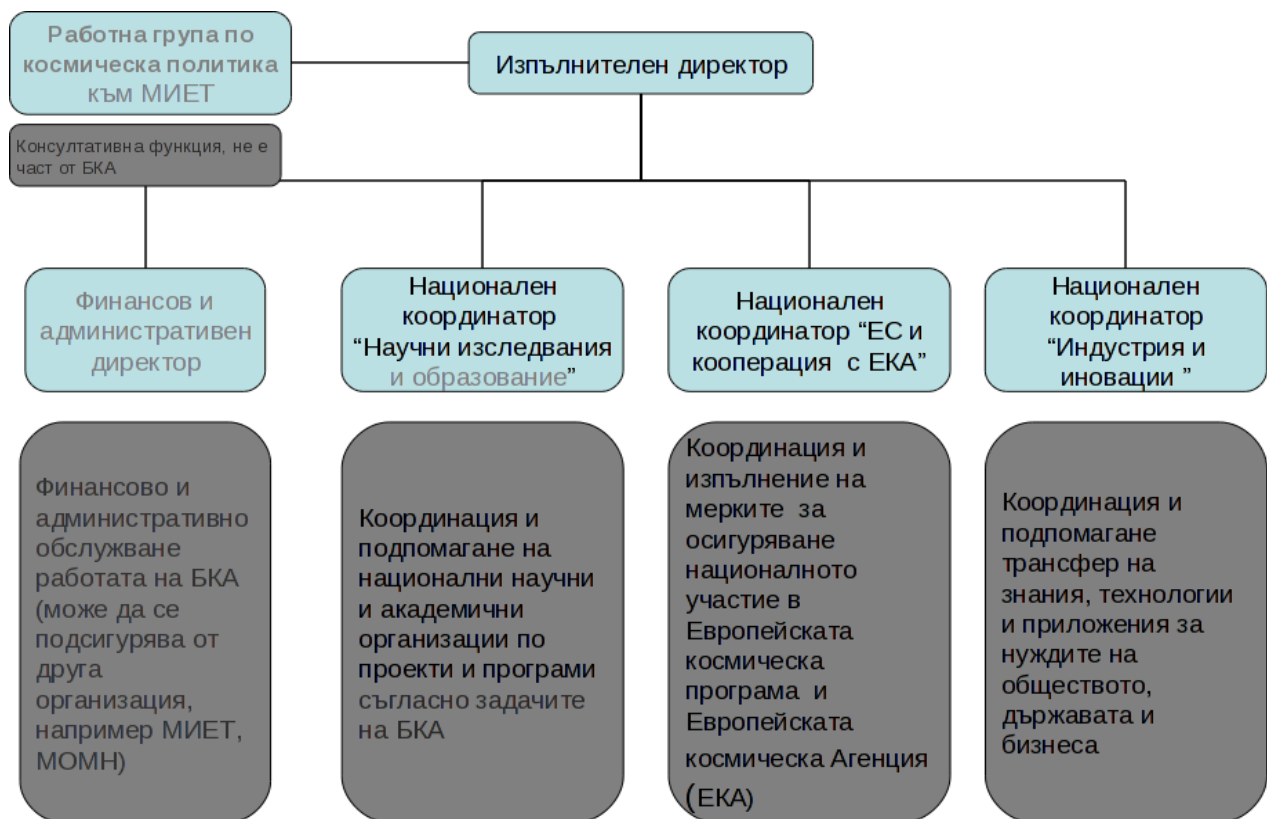 Работна група по
космическа политика
към МИЕТ
Изпълнителен директор
Консултативна функция, не е
част от БКА
Финансов и
административен
директор
Национален
координатор
“Научни изследвания
и образование”
Национален
координатор “ЕС и
кооперация с ЕКА”
Национален
координатор
“Индустрия и
иновации ”
Финансово и
административно
обслужване
работата на БКА
(може да се
подсигурява от
друга
организация,
например МИЕТ,
МОМН)
Координация и
подпомагане на
национални научни
и академични
организации по
проекти и програми
съгласно задачите
на БКА
Координация и
изпълнение на
мерките за
осигуряване
националното
участие в
Европейската
космическа
програма и
Европейската
космическа Агенция
(ЕКА)
Координация и
подпомагане
трансфер на
знания, технологии
и приложения за
нуждите на
обществото,
държавата и
бизнеса